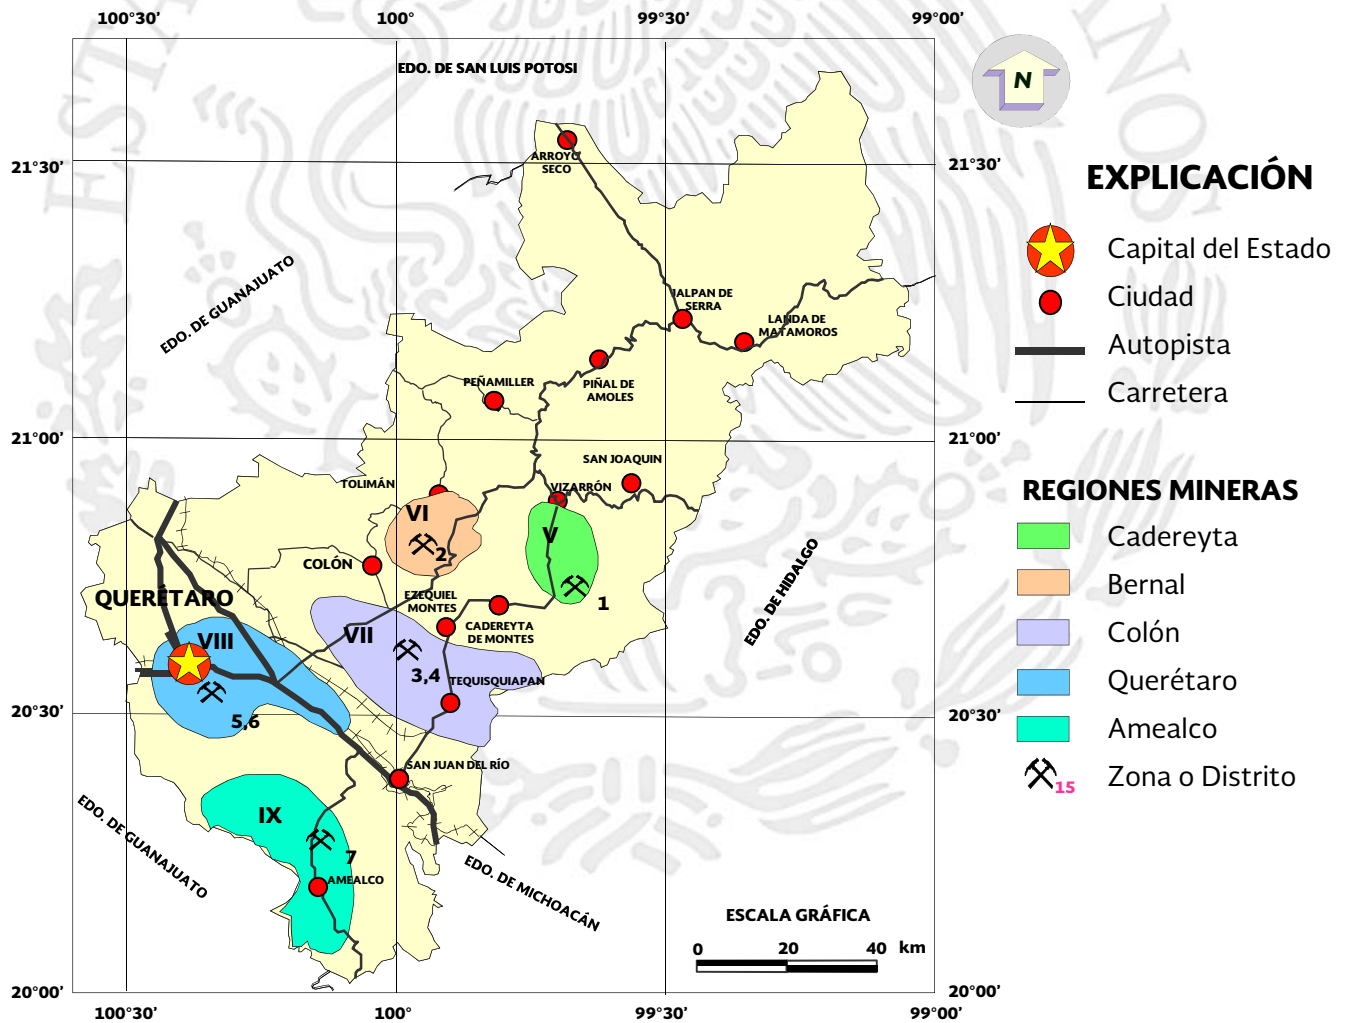 100°30'
100°
99°30'
99°00'
EDO. DE SAN LUIS POTOSI
N
ARROYO
SECO
21°30'
21°30'
EXPLICACIÓN
Capital del Estado
Ciudad
Autopista
Carretera
EDO. DE GUANAJUATO
JALPAN DE
SERRA
LANDA DE
MATAMOROS
PEÑAMILLER
PIÑAL DE
AMOLES
21°00'
21°00'
SAN JOAQUIN
TOLIMÁN
VIZARRÓN
REGIONES MINERAS
Cadereyta
Bernal
Colón
Querétaro
Amealco
Zona o Distrito
15
VI
2
V
1
COLÓN
EZEQUIEL
MONTES
CADEREYTA
DE MONTES
EDO. DE HIDALGO
QUERÉTARO
VIII
VII
3,4
TEQUISQUIAPAN
5,6
20°30'
20°30'
SAN JUAN DEL RÍO
EDO. DE GUANAJUATO
IX
7
AMEALCO
EDO. DE MICHOACÁN
ESCALA GRÁFICA
0
20
40
km
20°00'
20°00'
100°30'
100°
99°30'
99°00'